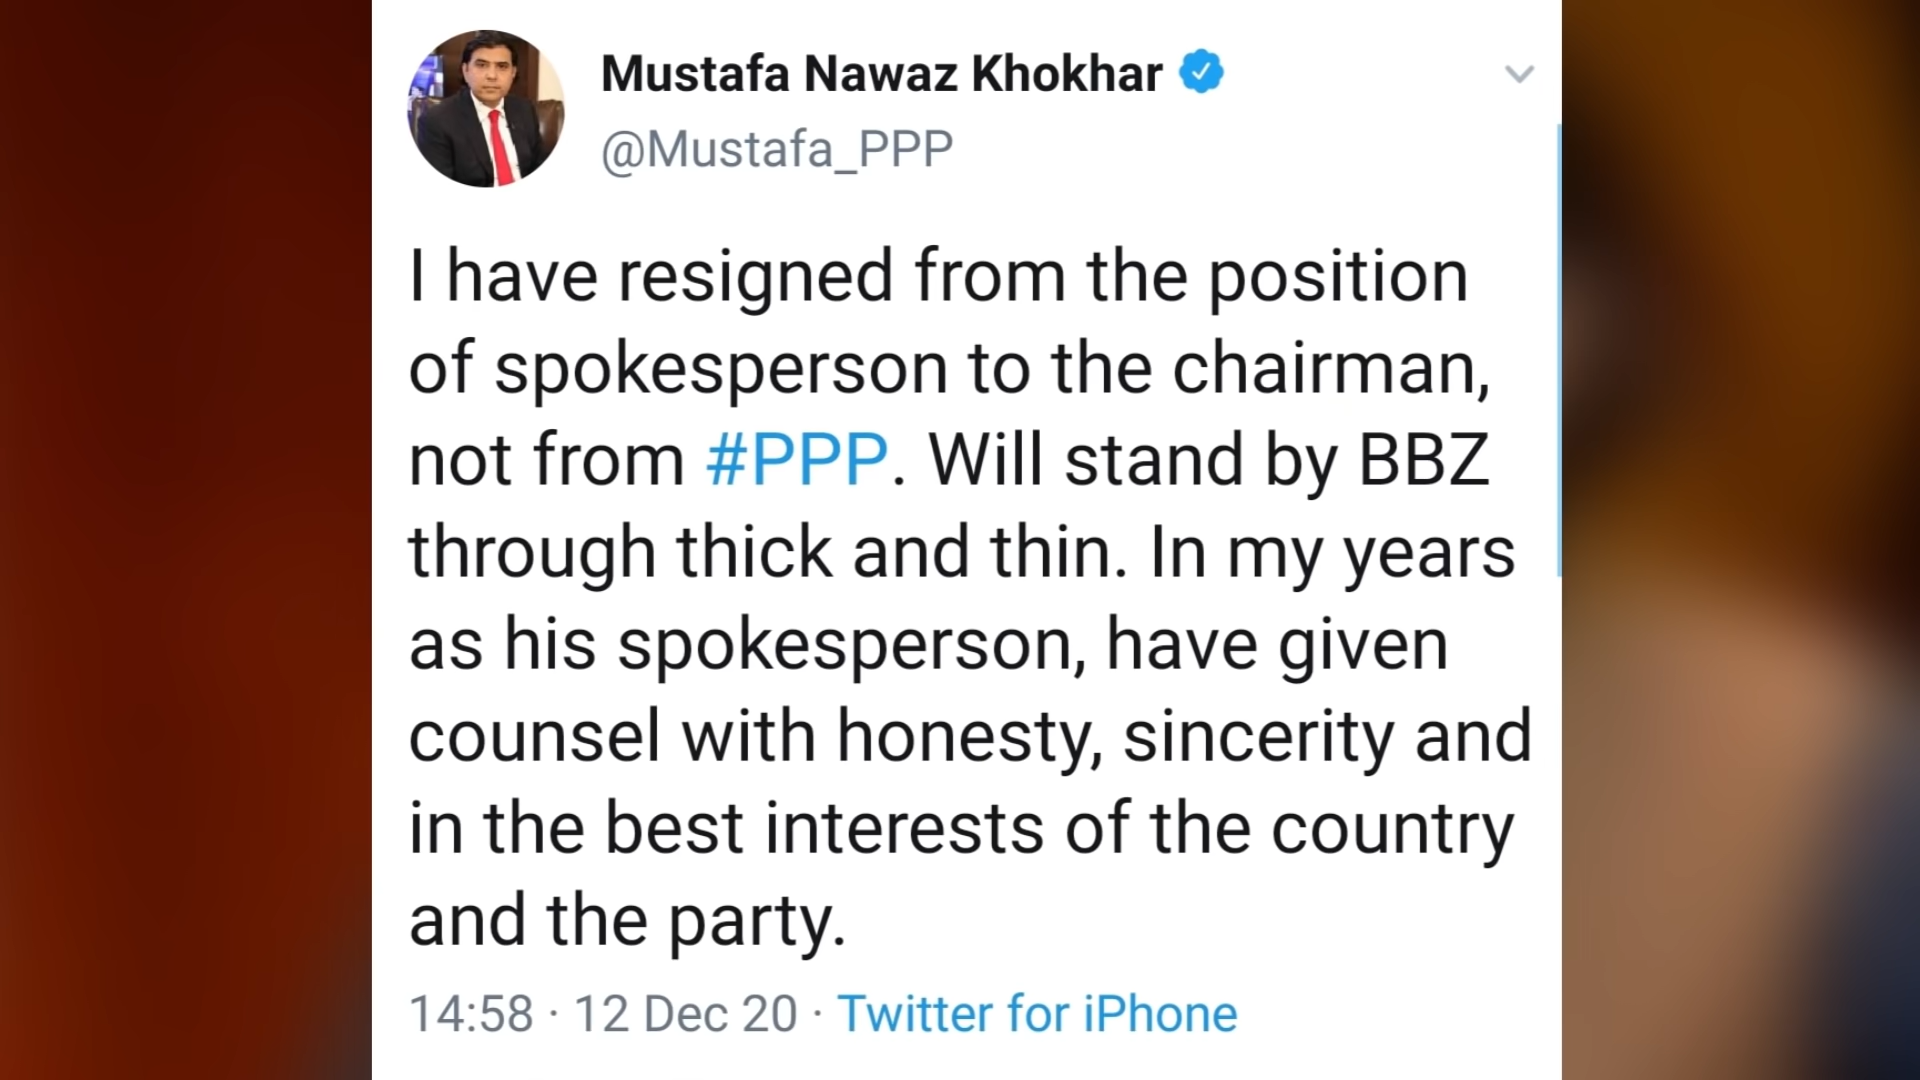 Mustafa Nawaz Khokhar
@Mustafa_PPP
I have resigned from the position
of spokesperson to the chairman,
not from #PPP. Will stand by BBZ
through thick and thin. In my years
as his spokesperson, have given
counsel with honesty, sincerity and
in the best interests of the country
and the party.
14:58 · 12 Dec 20 · Twitter for iPhone